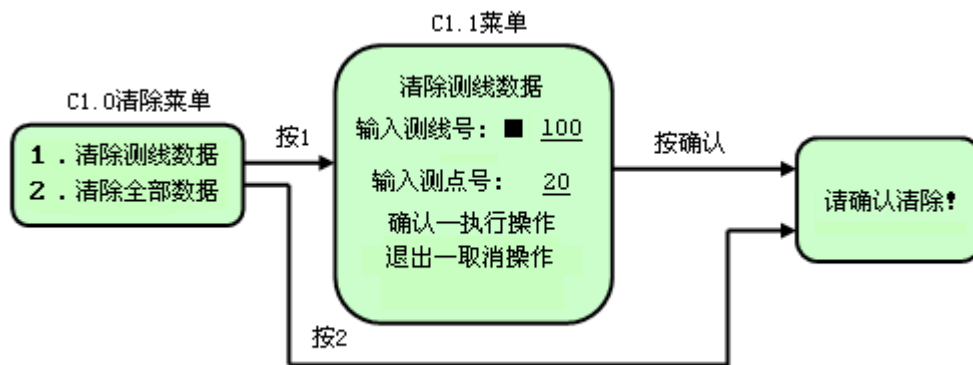 C1.1菜单
C1.0清除菜单
1.清除测线数据
2.清除全部数据
按1
清除测线数据
输入测线号: ■ 100
输入测点号: 20
确认—执行操作
退出—取消操作
按确认
请确认清除!
按2